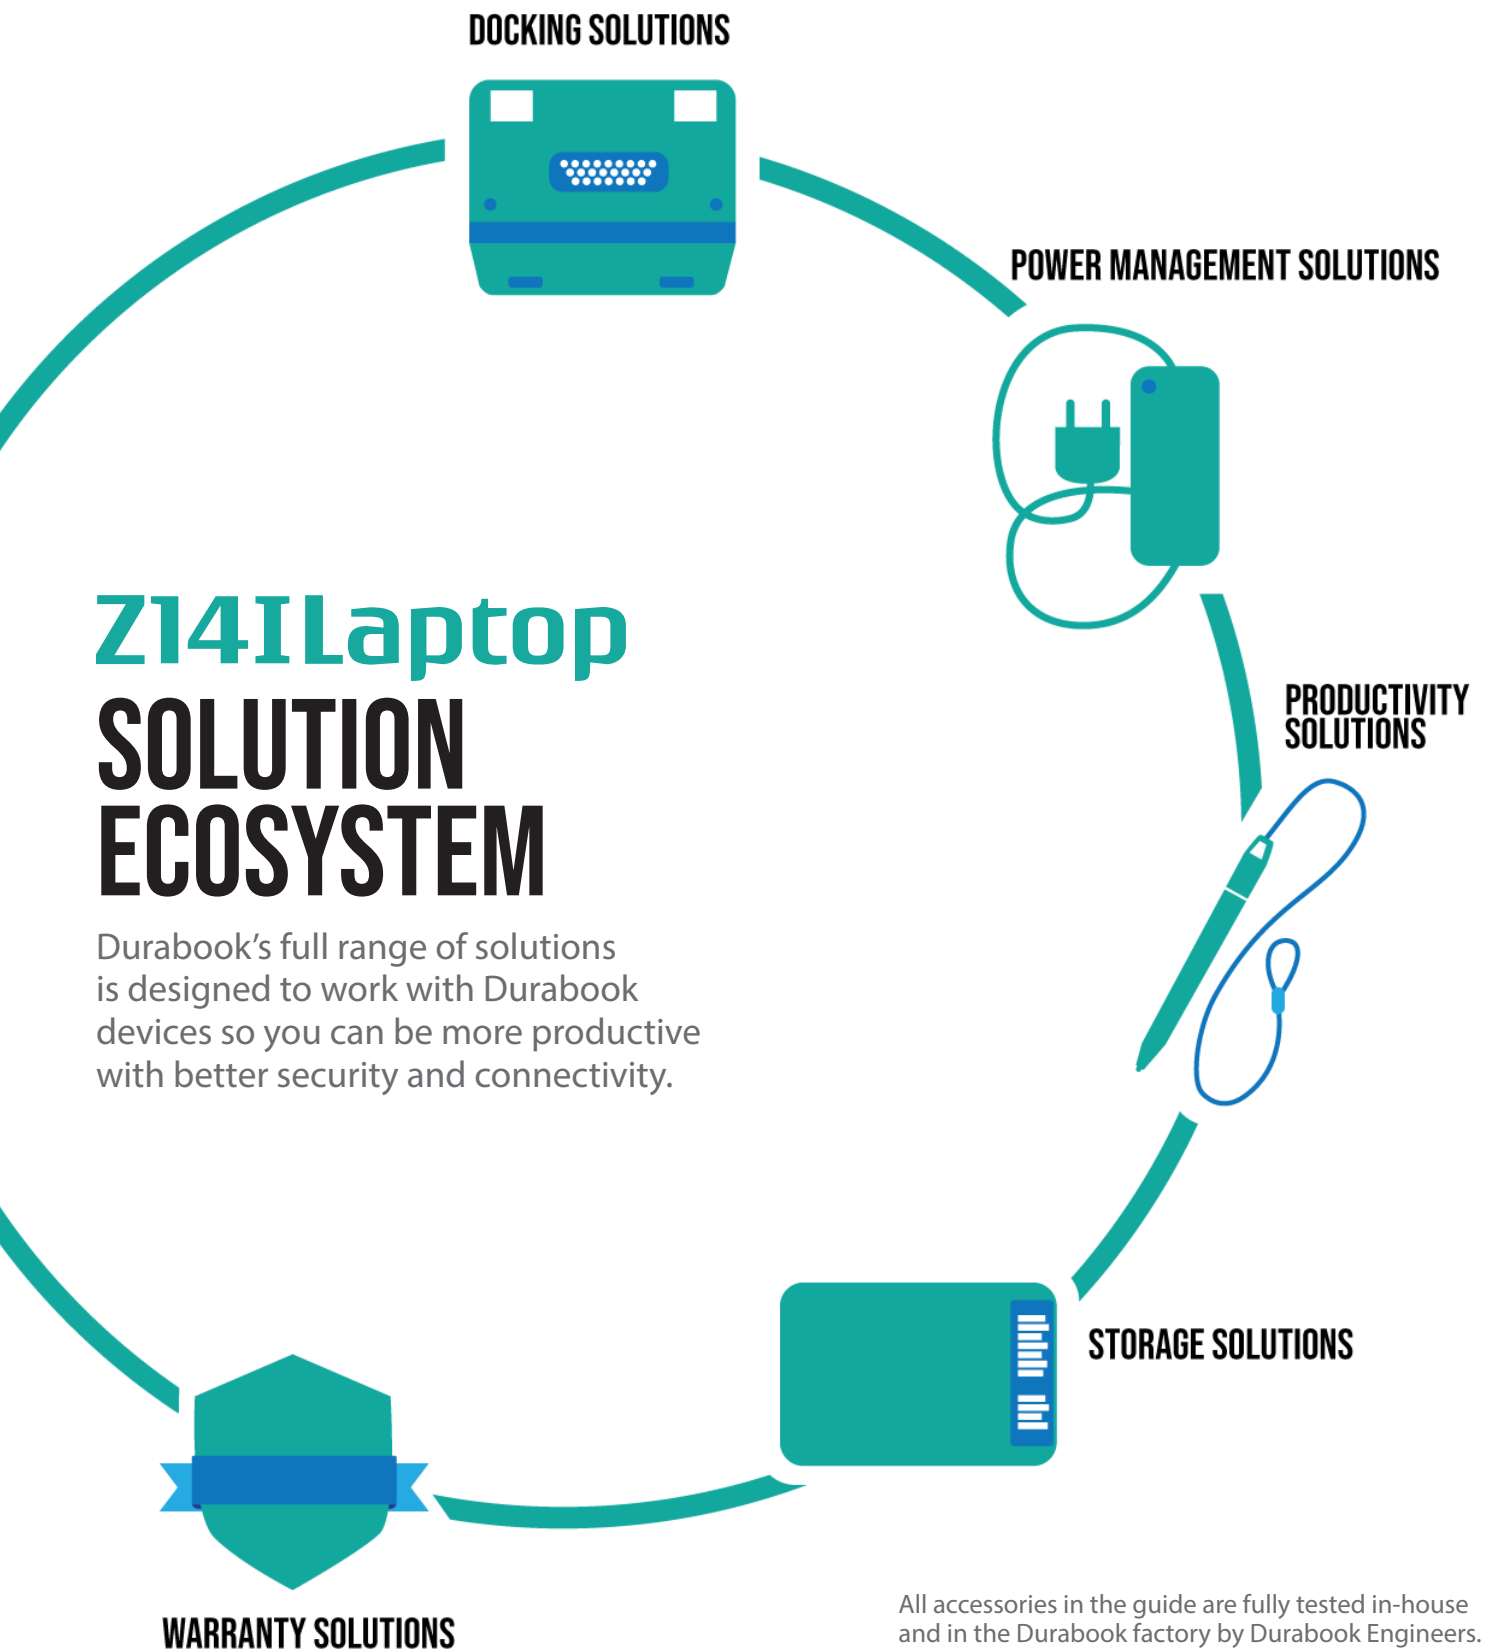 DOCKING SOLUTIONS
POWER MANAGEMENT SOLUTIONS
Z14I Laptop
SOLUTION
ECOSYSTEM
Durabook’s full range of solutions
is designed to work with Durabook
devices so you can be more productive
with better security and connectivity.
PRODUCTIVITY
SOLUTIONS
STORAGE SOLUTIONS
WARRANTY SOLUTIONS
All accessories in the guide are fully tested in-house
and in the Durabook factory by Durabook Engineers.